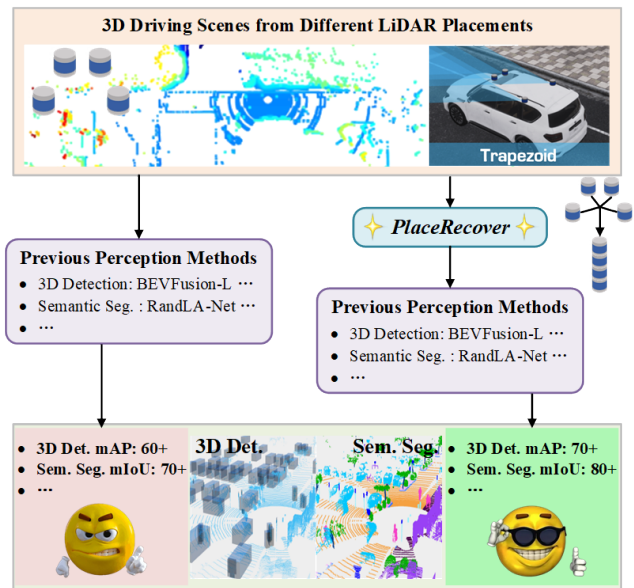 3D Driving Scenes from Different LiDAR Placements
Trapezoid
PlaceRecover
Previous Perception Methods
• 3D Detection: BEVFusion-L ···
• Semantic Seg. : RandLA-Net ···
• ···
Previous Perception Methods
• 3D Detection: BEVFusion-L ···
• Semantic Seg. : RandLA-Net ···
• ···
• 3D Det. mAP: 60+
• Sem. Seg. mIoU: 70+
• ···
3D Det.
Sem. Seg.
• 3D Det. mAP: 70+
• Sem. Seg. mIoU: 80+
• ···